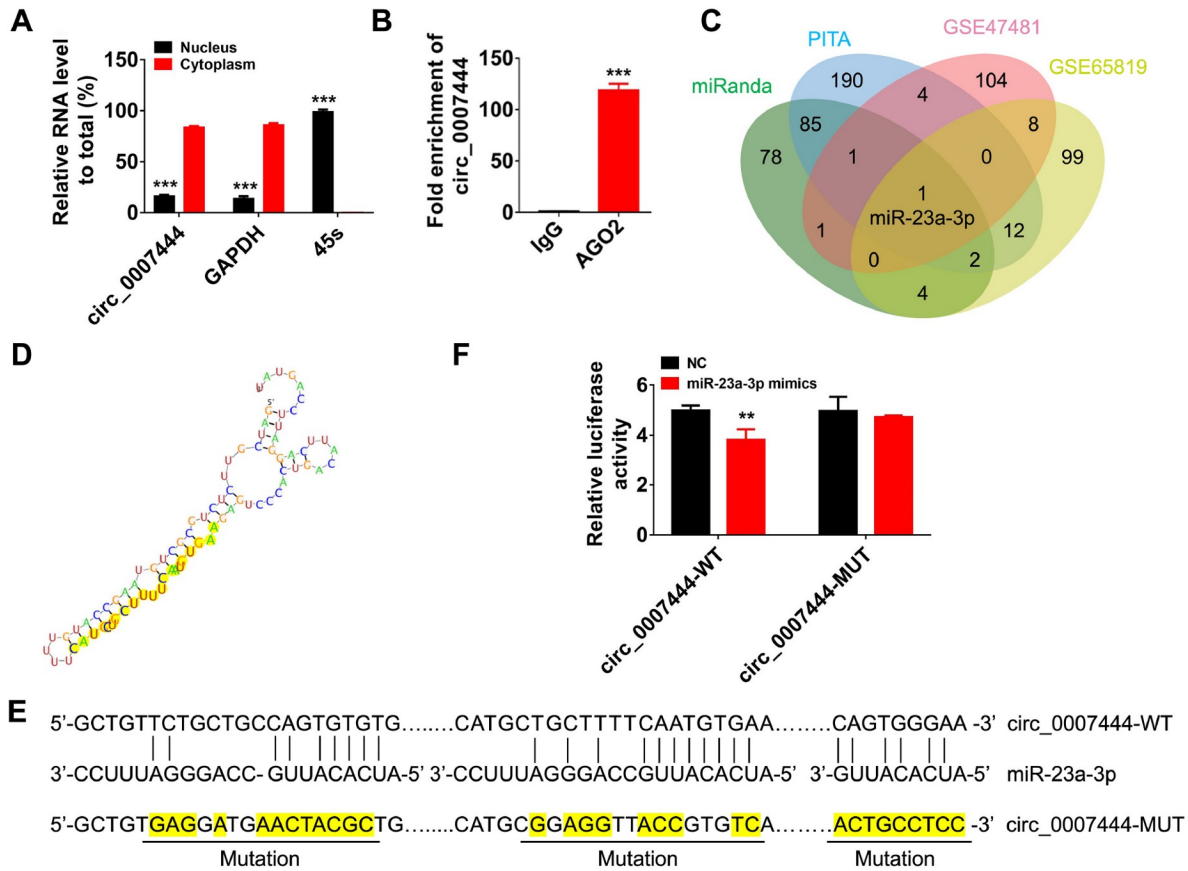 A
Relative RNA level
to total (%)
Nucleus
Cytoplasm
150
100
50
0
***
***
***
circ_0007444
GAPDH
45s
B
Fold enrichment of
circ_0007444
150
100
50
0
***
IgG
AGO2
C
miRanda
PITA
GSE47481
GSE65819
190
4
104
85
8
78
1
0
99
1
miR-23a-3p
1
12
0
2
4
D
5'
F
Relative luciferase
activity
NC
miR-23a-3p mimics
6
4
2
0
**
circ_0007444-WT
circ_0007444-MUT
E
5’-GCTGTTCTGCTGCCAGTGTGTG........CATGCTGCTTTTCAATGTGAA........CAGTGGGAA -3’ circ_0007444-WT
3’-CCUUUAGGGACC- GUUACACUA-5’ 3’-CCUUUAGGGACCGUUACACUA-5’ 3’-GUUACACUA-5’ miR-23a-3p
5’-GCTGTGAGGATGAACTACGCTG........CATGCGGAGGTTACCGTGTCA........ACTGCCTCC -3’ circ_0007444-MUT
Mutation Mutation Mutation